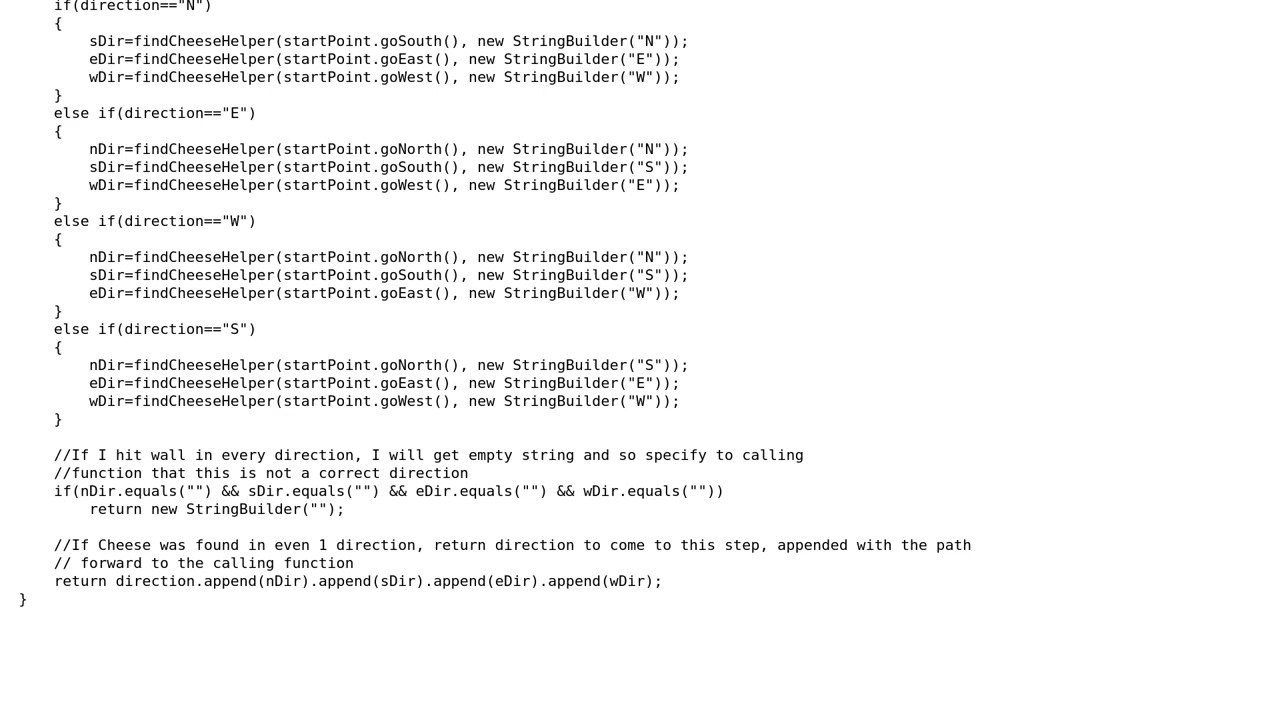 if(direction=="N")
{
sDir=findCheeseHelper(startPoint.goSouth(), new StringBuilder("N"));
eDir=findCheeseHelper(startPoint.goEast(), new StringBuilder("E"));
wDir=findCheeseHelper(startPoint.goWest(), new StringBuilder("W"));
}
else if(direction=="E")
{
nDir=findCheeseHelper(startPoint.goNorth(), new StringBuilder("N"));
sDir=findCheeseHelper(startPoint.goSouth(), new StringBuilder("S"));
wDir=findCheeseHelper(startPoint.goWest(), new StringBuilder("E"));
}
else if(direction=="W")
{
nDir=findCheeseHelper(startPoint.goNorth(), new StringBuilder("N"));
sDir=findCheeseHelper(startPoint.goSouth(), new StringBuilder("S"));
eDir=findCheeseHelper(startPoint.goEast(), new StringBuilder("W"));
}
else if(direction=="S")
{
nDir=findCheeseHelper(startPoint.goNorth(), new StringBuilder("S"));
eDir=findCheeseHelper(startPoint.goEast(), new StringBuilder("E"));
wDir=findCheeseHelper(startPoint.goWest(), new StringBuilder("W"));
}
//If I hit wall in every direction, I will get empty string and so specify to calling
//function that this is not a correct direction
if(nDir.equals("") && sDir.equals("") && eDir.equals("") && wDir.equals(""))
return new StringBuilder("");
//If Cheese was found in even 1 direction, return direction to come to this step, appended with the path
// forward to the calling function
return direction.append(nDir).append(sDir).append(eDir).append(wDir);
}